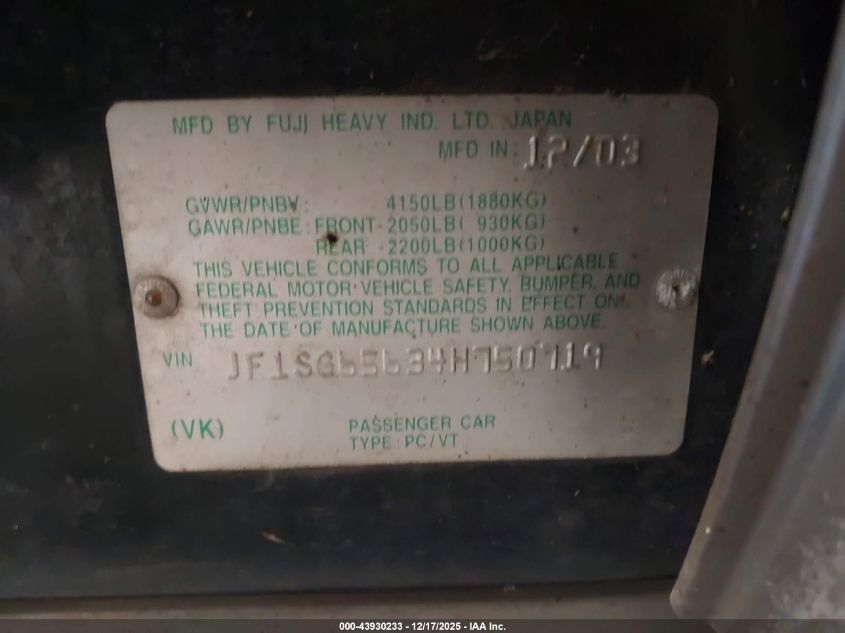 MFD BY FUJI HEAVY IND. LTD. JAPAN
MFD IN : 12/03
GVWR/PNBV : 4150LB(1880KG)
GAWR/PNBE : FRONT - 2050LB( 930KG)
REAR - 2200LB(1000KG)
THIS VEHICLE CONFORMS TO ALL APPLICABLE
FEDERAL MOTOR VEHICLE SAFETY, BUMPER, AND
THEFT PREVENTION STANDARDS IN EFFECT ON
THE DATE OF MANUFACTURE SHOWN ABOVE.
VIN JF1SG65634H750719
(VK) PASSENGER CAR
TYPE : PC/VT
000-43930233 - 12/17/2025 - IAA Inc.